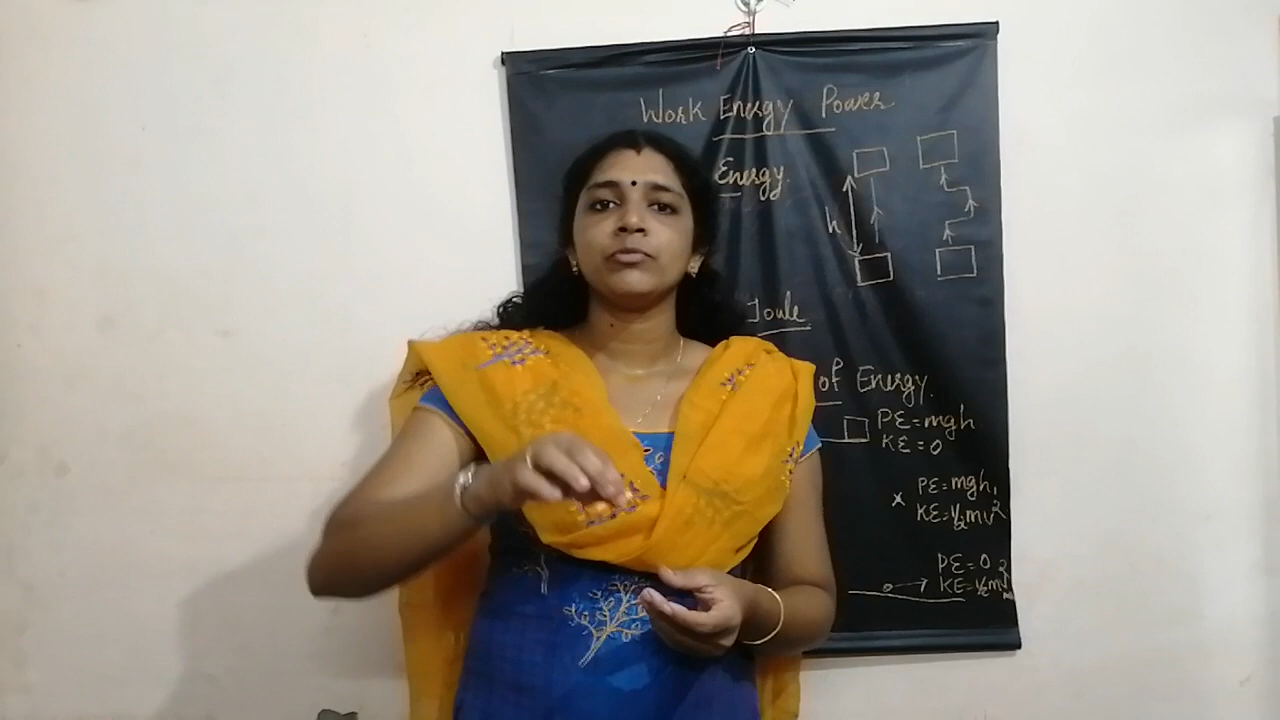 Work Energy Power
Energy.
h
Joule
of Energy.
PE=mgh
KE=0
PE=mgh₁
x KE=½mv²
PE=0
KE=½mv²